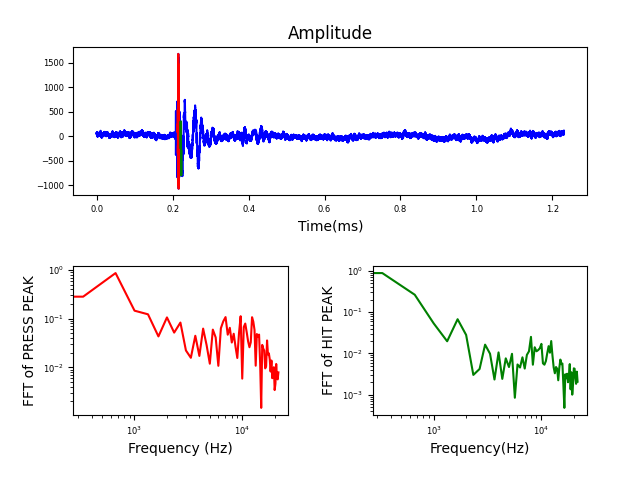 Amplitude
1500
1000
500
0
−500
−1000
0.0 0.2 0.4 0.6 0.8 1.0 1.2
Time(ms)
FFT of PRESS PEAK
10⁰
10⁻¹
10⁻²
10³ 10⁴
Frequency (Hz)
FFT of HIT PEAK
10⁰
10⁻¹
10⁻²
10⁻³
10³ 10⁴
Frequency(Hz)